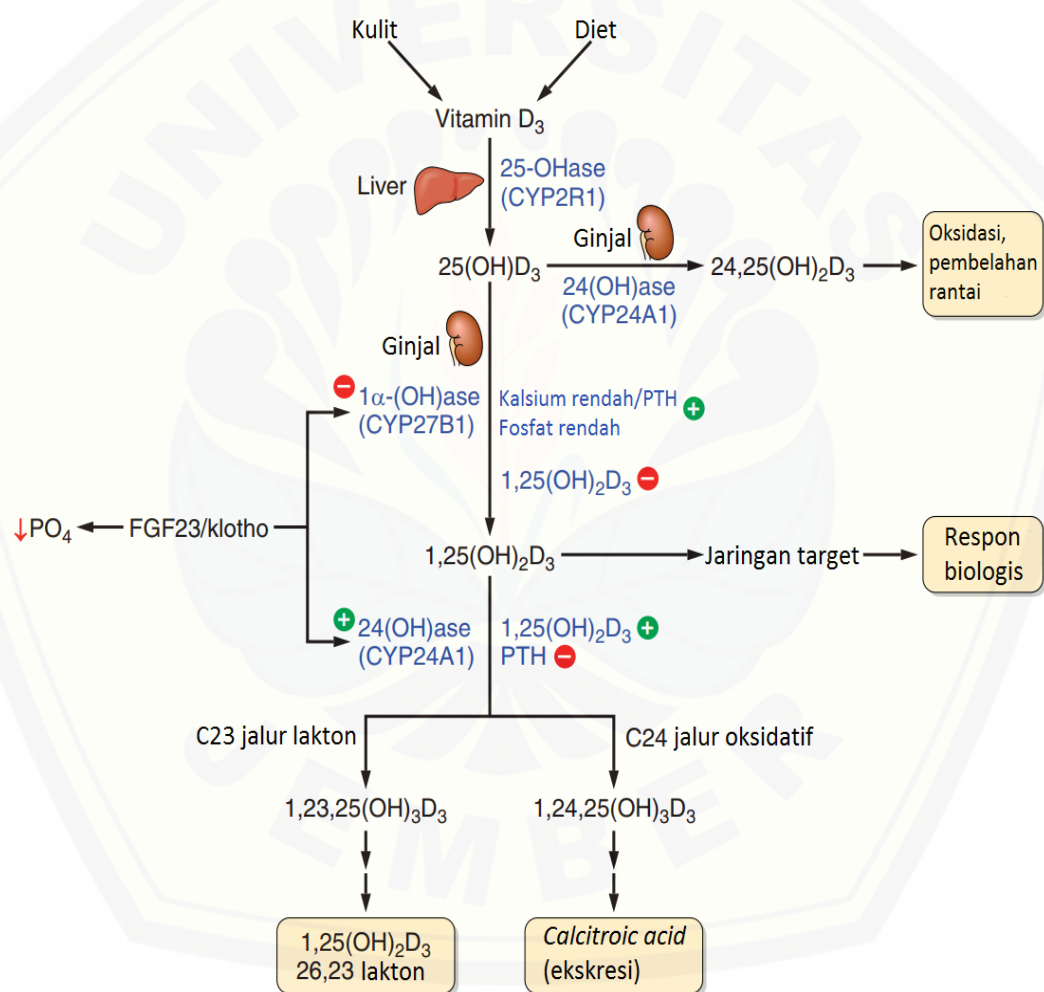 Kulit
Diet
Vitamin D₃
Liver
25-OHase
(CYP2R1)
Ginjal
25(OH)D₃
24(OH)ase
(CYP24A1)
24,25(OH)₂D₃
Oksidasi,
pembelahan
rantai
Ginjal
1α-(OH)ase
(CYP27B1)
Kalsium rendah/PTH
Fosfat rendah
+
−
1,25(OH)₂D₃ −
↓PO₄
FGF23/klotho
1,25(OH)₂D₃
Jaringan target
Respon
biologis
+
24(OH)ase
(CYP24A1)
1,25(OH)₂D₃ +
PTH −
C23 jalur lakton
C24 jalur oksidatif
1,23,25(OH)₃D₃
1,24,25(OH)₃D₃
1,25(OH)₂D₃
26,23 lakton
Calcitroic acid
(ekskresi)
UNIVERSITAS
JEMBER